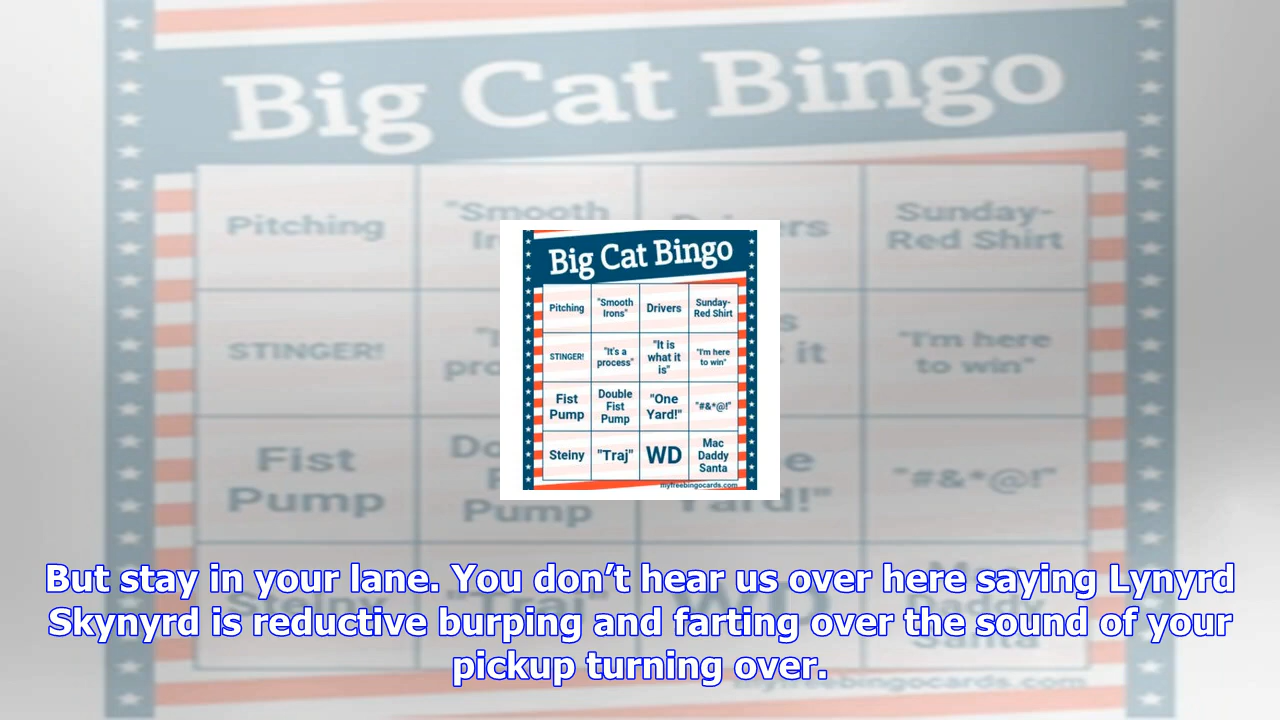 Big Cat Bingo
Pitching
"Smooth
Irons"
Drivers
Sunday-
Red Shirt
STINGER!
"It's a
process"
"It is
what it
is"
"I'm here
to win"
Fist
Pump
Double
Fist
Pump
"One
Yard!"
"#&*@!"
Steiny
"Traj"
WD
Mac
Daddy
Santa
myfreebingocards.com
But stay in your lane. You don’t hear us over here saying Lynyrd
Skynyrd is reductive burping and farting over the sound of your
pickup turning over.